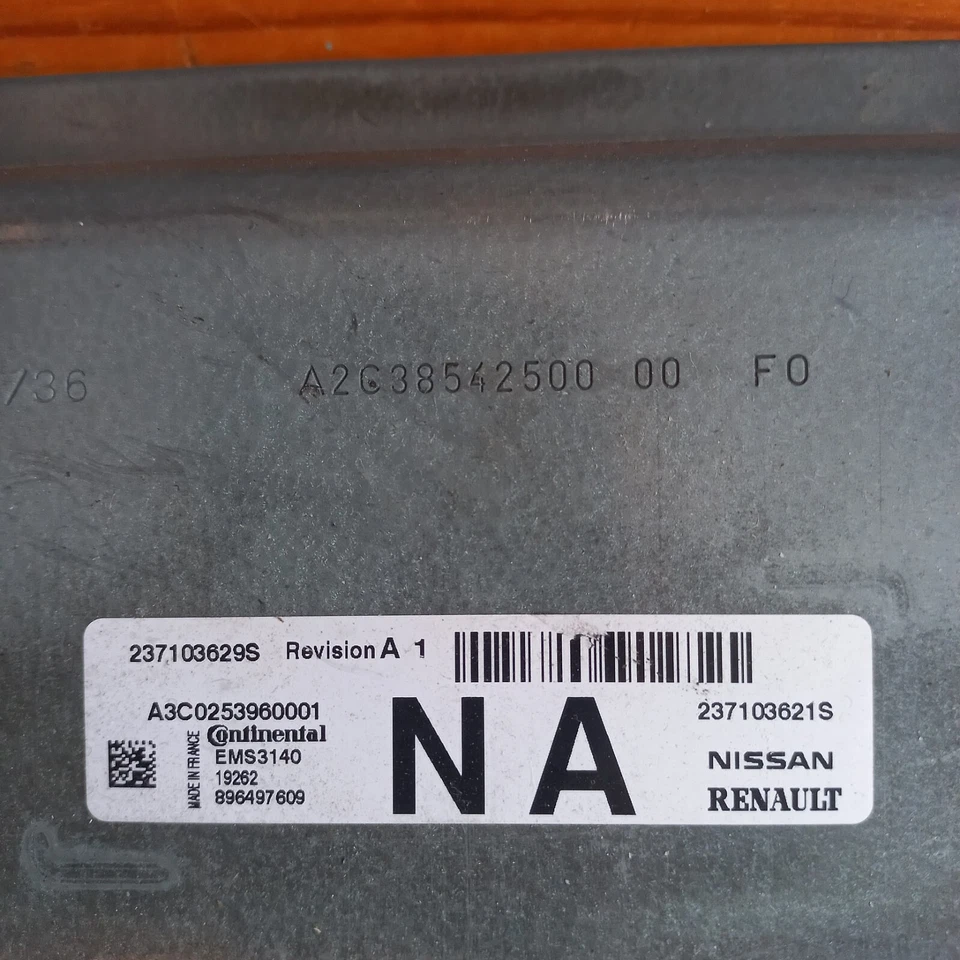 /36 A2C38542500 00 F0
237103629S Revision A 1
A3C0253960001
MADE IN FRANCE
Continental
EMS3140
19262
896497609
NA
237103621S
NISSAN
RENAULT